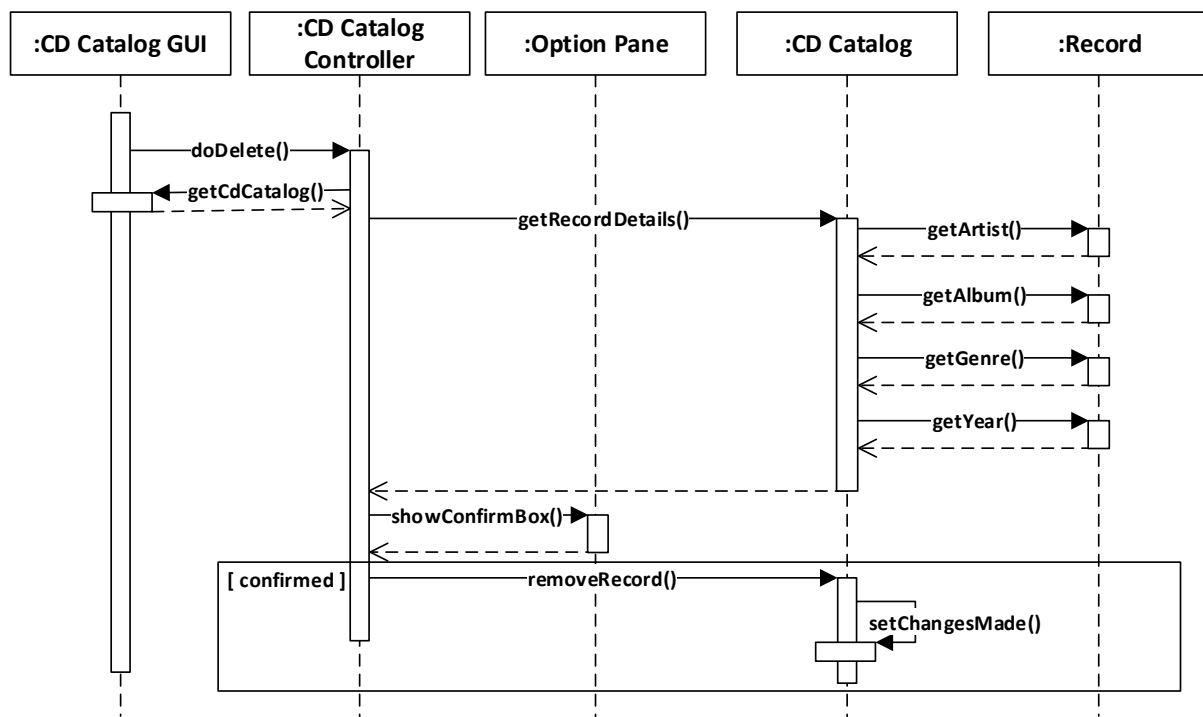 :CD Catalog GUI
:CD Catalog
Controller
:Option Pane
:CD Catalog
:Record
doDelete()
getCdCatalog()
getRecordDetails()
getArtist()
getAlbum()
getGenre()
getYear()
showConfirmBox()
[ confirmed ]
removeRecord()
setChangesMade()